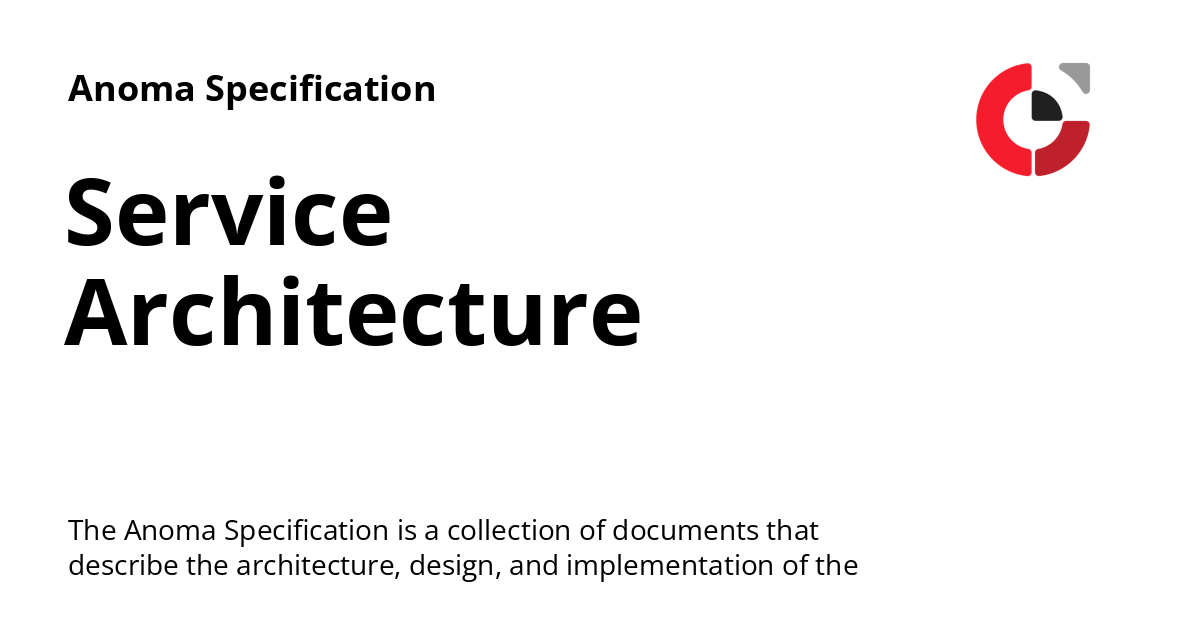 Anoma Specification
Service
Architecture
The Anoma Specification is a collection of documents that
describe the architecture, design, and implementation of the